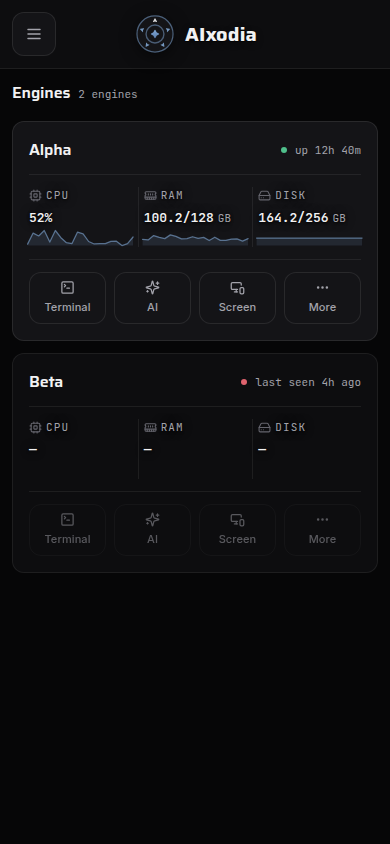 AIxodia
Engines 2 engines
Alpha up 12h 40m
CPU RAM DISK
52% 100.2/128 GB 164.2/256 GB
Terminal AI Screen More
Beta last seen 4h ago
CPU RAM DISK
— — —
Terminal AI Screen More